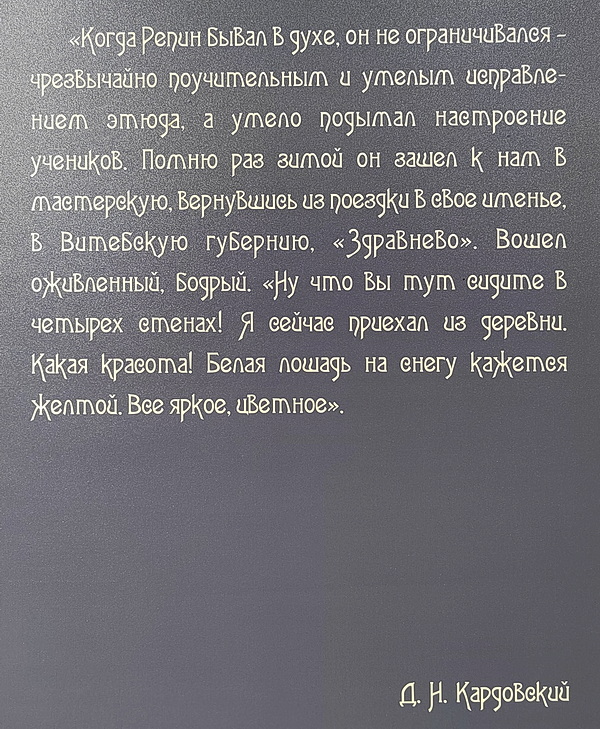 «Когда Репин бывал в духе, он не ограничивался -
чрезвычайно поучительным и умелым исправле-
нием этюда, а умело подымал настроение
учеников. Помню раз зимой он зашел к нам в
мастерскую, вернувшись из поездки в свое именье,
в Витебскую губернию, «Здравнево». Вошел
оживленный, бодрый. «Ну что вы тут сидите в
четырех стенах! Я сейчас приехал из деревни.
Какая красота! Белая лошадь на снегу кажется
желтой. Все яркое, цветное».
Д. Н. Кардовский